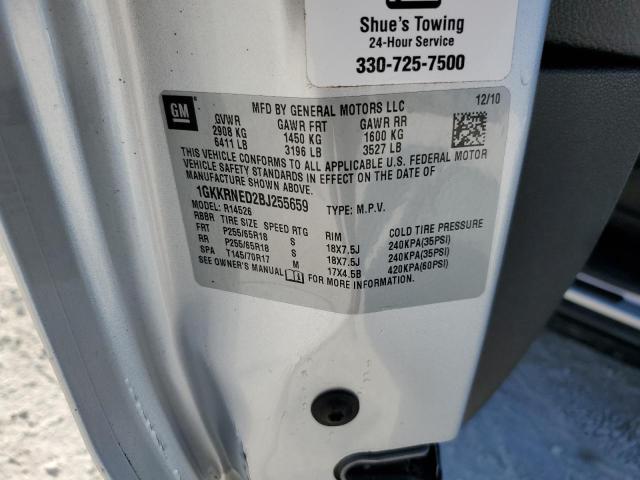 Shue's Towing
24-Hour Service
330-725-7500
GM
MFD BY GENERAL MOTORS LLC 12/10
GVWR GAWR FRT GAWR RR
2908 KG 1450 KG 1600 KG
6411 LB 3196 LB 3527 LB
THIS VEHICLE CONFORMS TO ALL APPLICABLE U.S. FEDERAL MOTOR
VEHICLE SAFETY STANDARDS IN EFFECT ON THE DATE OF
MANUFACTURE SHOWN ABOVE.
1GKKRNED2BJ255659 TYPE: M.P.V.
MODEL: R14526
RBBR TIRE SIZE SPEED RTG RIM COLD TIRE PRESSURE
FRT P255/65R18 S 18X7.5J 240KPA(35PSI)
RR P255/65R18 S 18X7.5J 240KPA(35PSI)
SPA T145/70R17 M 17X4.5B 420KPA(60PSI)
SEE OWNER'S MANUAL FOR MORE INFORMATION.